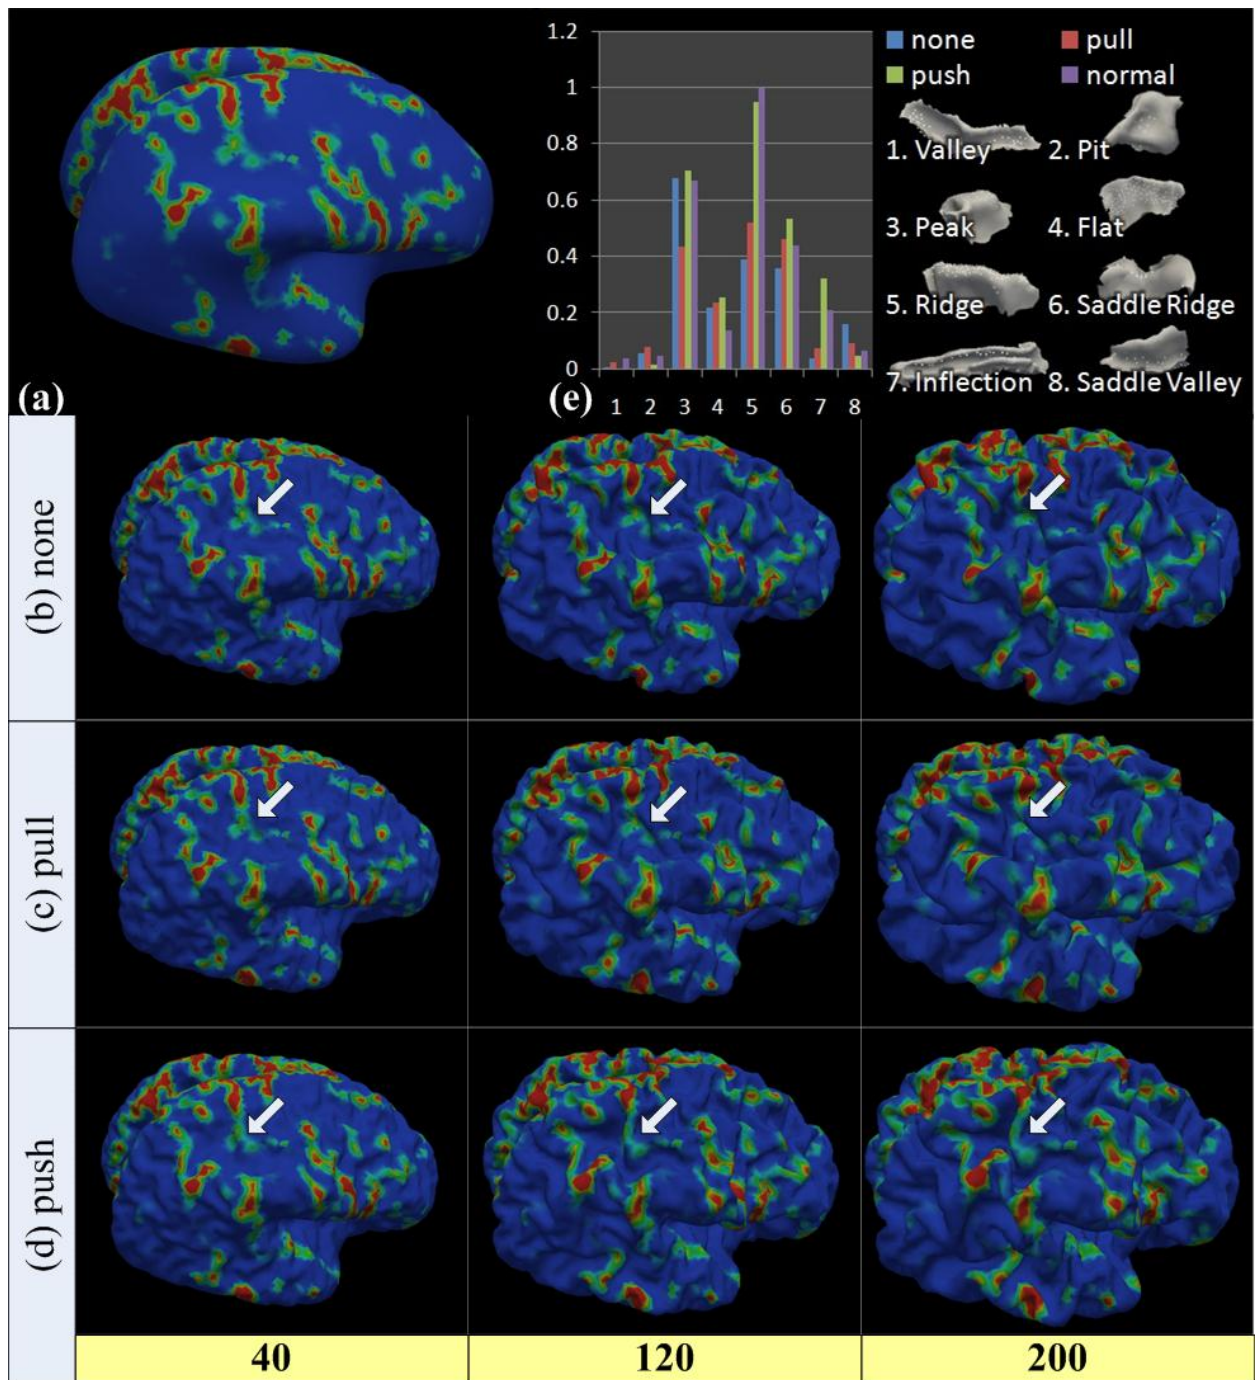 1.2
1
0.8
0.6
0.4
0.2
0
1 2 3 4 5 6 7 8
none pull
push normal
1. Valley 2. Pit
3. Peak 4. Flat
5. Ridge 6. Saddle Ridge
7. Inflection 8. Saddle Valley
(a) (e)
(b) none
(c) pull
(d) push
40 120 200